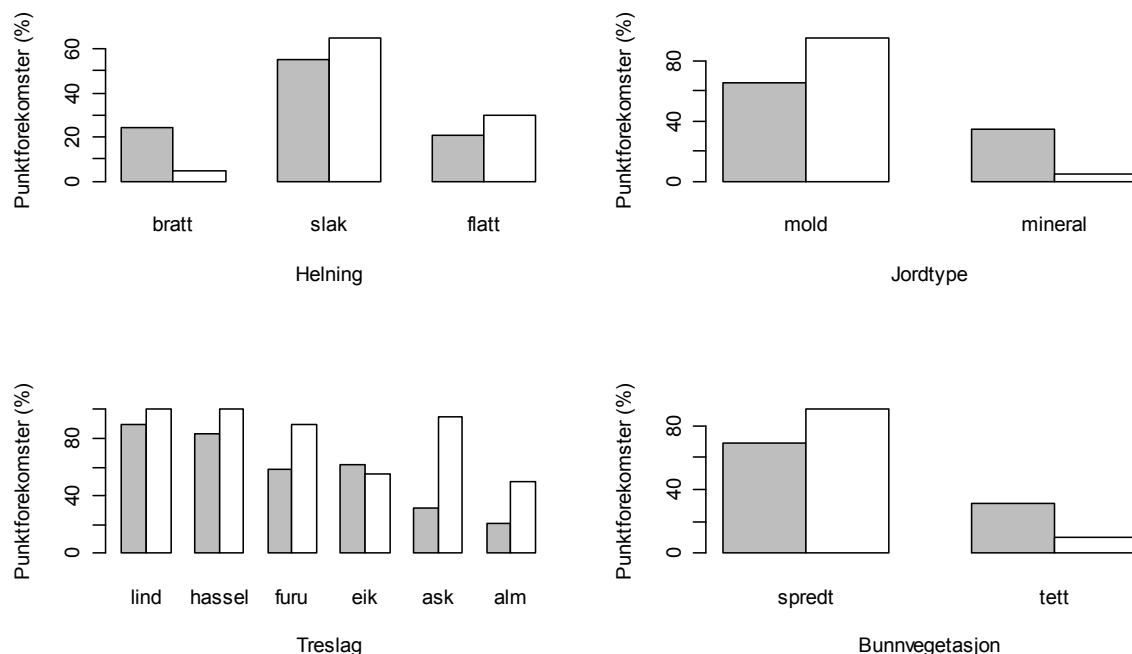 Punktforekomster (%)
0 20 40 60
bratt slak flatt
Helning
Punktforekomster (%)
0 40 80
mold mineral
Jordtype
Punktforekomster (%)
0 40 80
lind hassel furu eik ask alm
Treslag
Punktforekomster (%)
0 40 80
spredt tett
Bunnvegetasjon